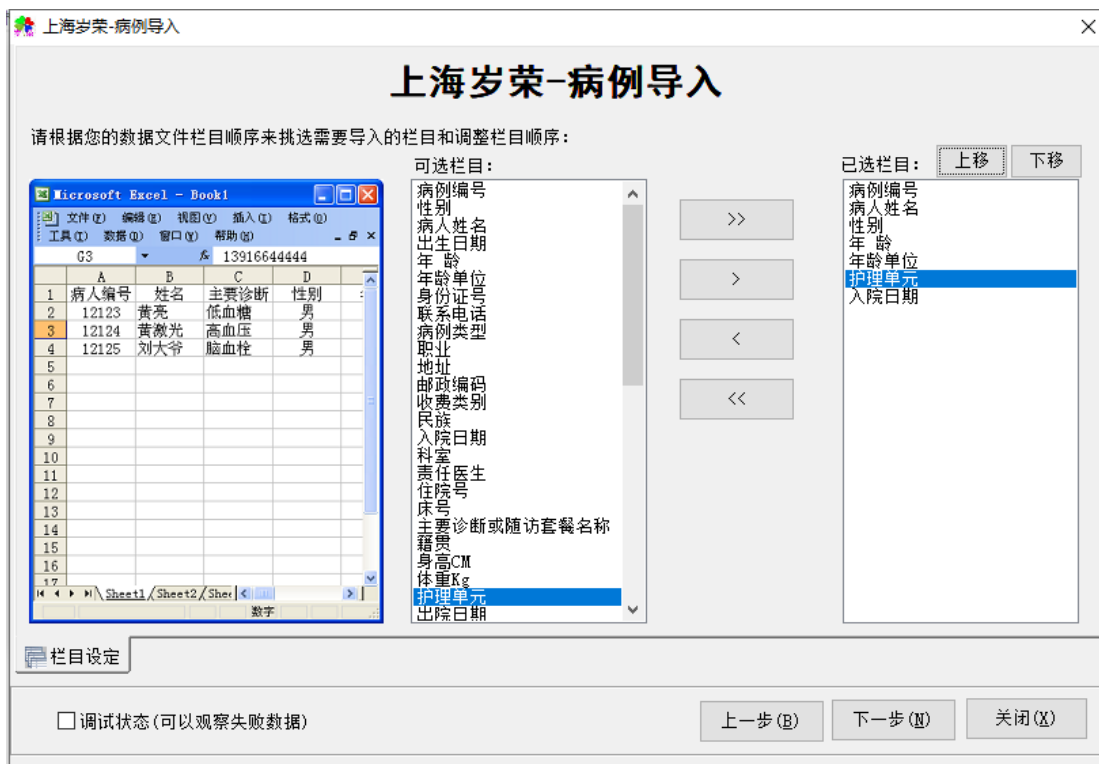 上海岁荣-病例导入
上海岁荣-病例导入
请根据您的数据文件栏目顺序来挑选需要导入的栏目和调整栏目顺序:
Microsoft Excel - Book1
文件(F) 编辑(E) 视图(V) 插入(I) 格式(O)
工具(T) 数据(D) 窗口(W) 帮助(H)
G3 fx 13916644444
A B C D
1 病人编号 姓名 主要诊断 性别
2 12123 黄亮 低血糖 男
3 12124 黄激光 高血压 男
4 12125 刘大爷 脑血栓 男
5
6
7
8
9
10
11
12
13
14
15
16
17
Sheet1 Sheet2 Shee
数字
可选栏目:
病例编号
性别
病人姓名
出生日期
年 龄
年龄单位
身份证号
联系电话
病例类型
职业
地址
邮政编码
收费类别
民族
入院日期
科室
责任医生
住院号
床号
主要诊断或随访套餐名称
籍贯
身高CM
体重Kg
护理单元
出院日期
>>
>
<
<<
已选栏目: 上移 下移
病例编号
病人姓名
性别
年 龄
年龄单位
护理单元
入院日期
栏目设定
调试状态(可以观察失败数据)
上一步(B) 下一步(N) 关闭(X)